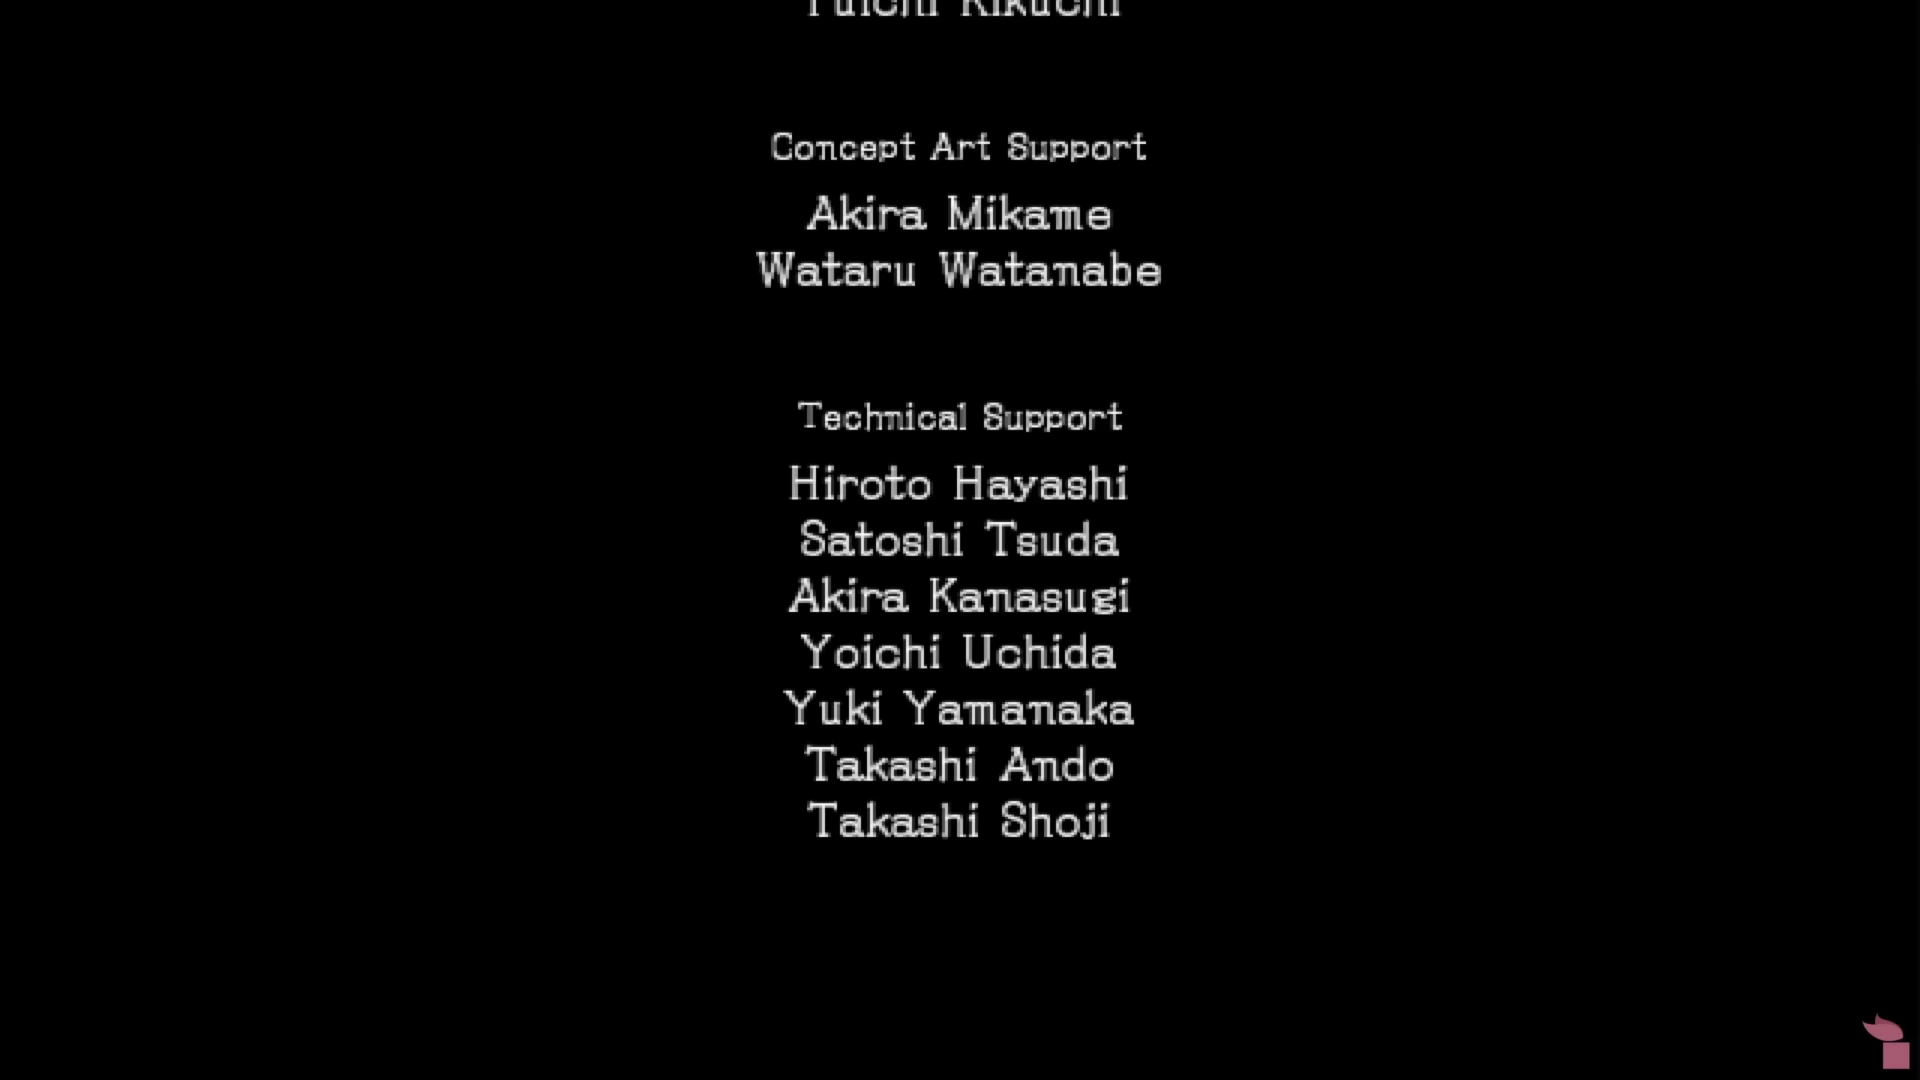 Kikuchi
Concept Art Support
Akira Mikame
Wataru Watanabe
Technical Support
Hiroto Hayashi
Satoshi Tsuda
Akira Kanasugi
Yoichi Uchida
Yuki Yamanaka
Takashi Ando
Takashi Shoji